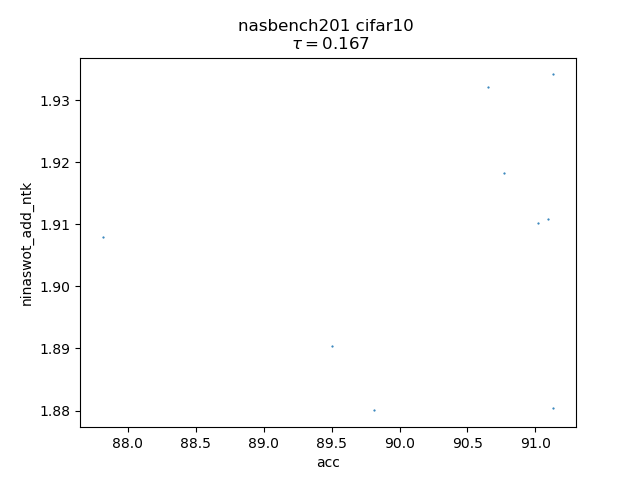 nasbench201 cifar10
τ = 0.167
ninaswot_add_ntk
1.93
1.92
1.91
1.90
1.89
1.88
88.0 88.5 89.0 89.5 90.0 90.5 91.0
acc